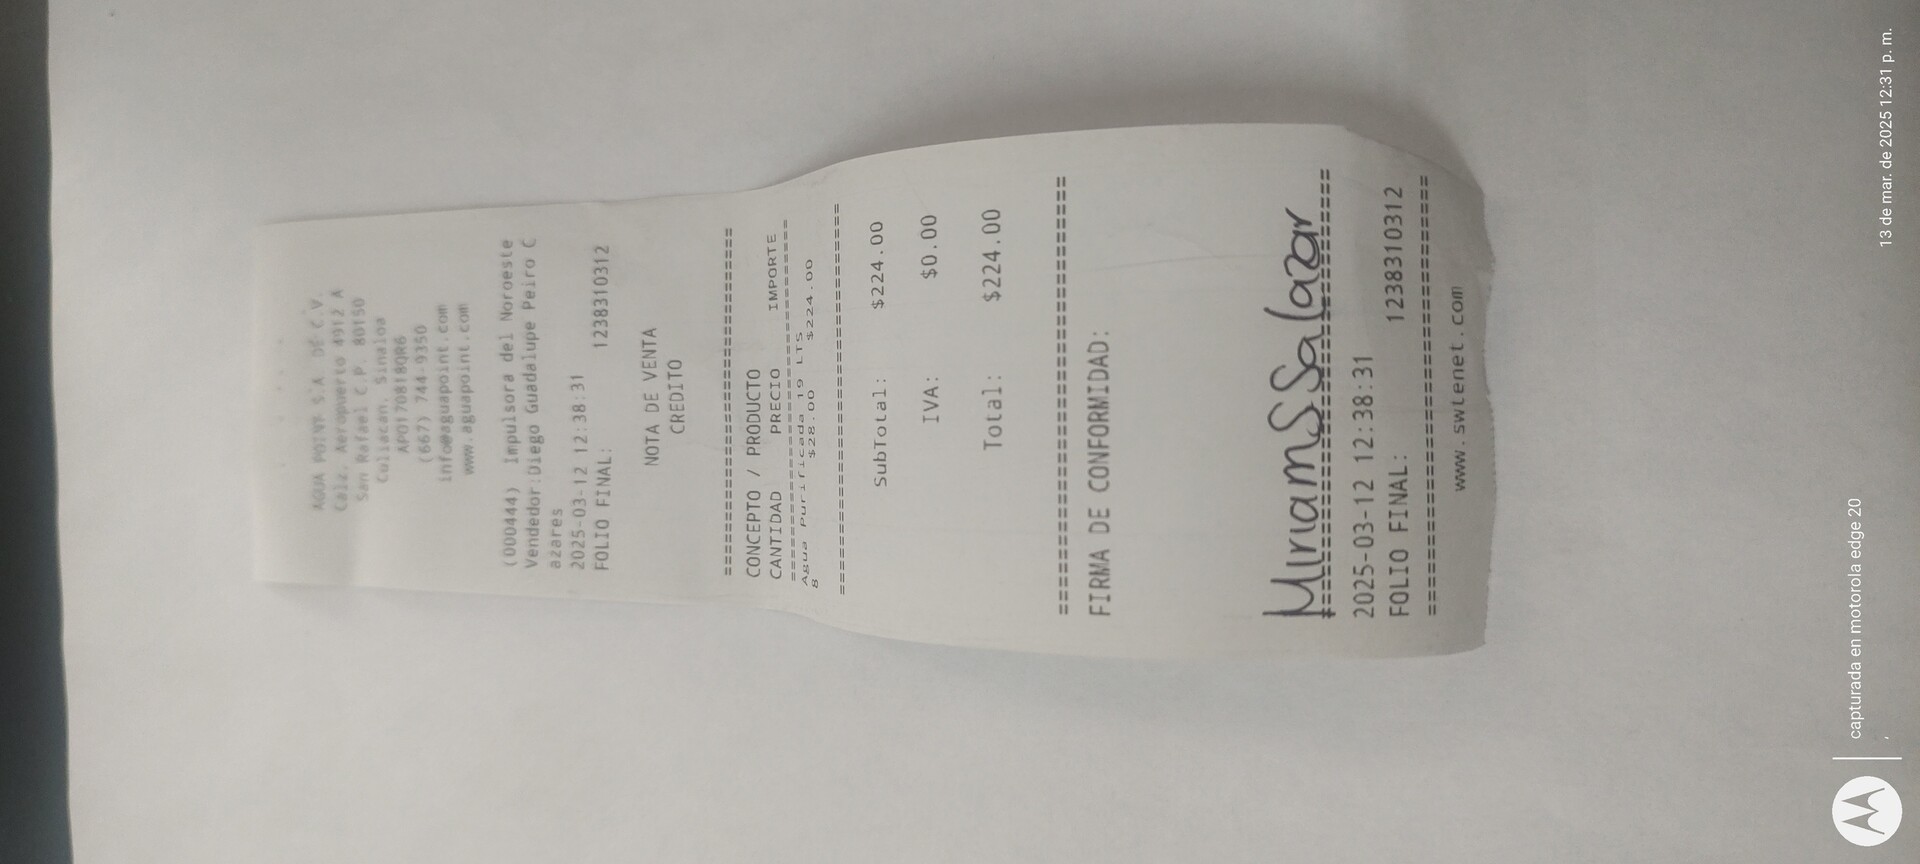 AGUA POINT S.A. DE C.V.
Calz. Aeropuerto 4912 A
San Rafael C.P. 80150
Culiacan, Sinaloa
APO170818QR6
(667) 744-9350
info@aguapoint.com
www.aguapoint.com
(000444) Impulsora del Noroeste
Vendedor:Diego Guadalupe Peiro C
azares
2025-03-12 12:38:31
FOLIO FINAL: 1238310312
NOTA DE VENTA
CREDITO
================================
CONCEPTO / PRODUCTO
CANTIDAD PRECIO IMPORTE
================================
Agua Purificada 19 LTS
8 $28.00 $224.00
================================
SubTotal: $224.00
IVA: $0.00
Total: $224.00
================================
FIRMA DE CONFORMIDAD:
Miriam S Salazar
================================
2025-03-12 12:38:31
FOLIO FINAL: 1238310312
================================
www.swtenet.com
capturada en motorola edge 20
13 de mar. de 2025 12:31 p. m.